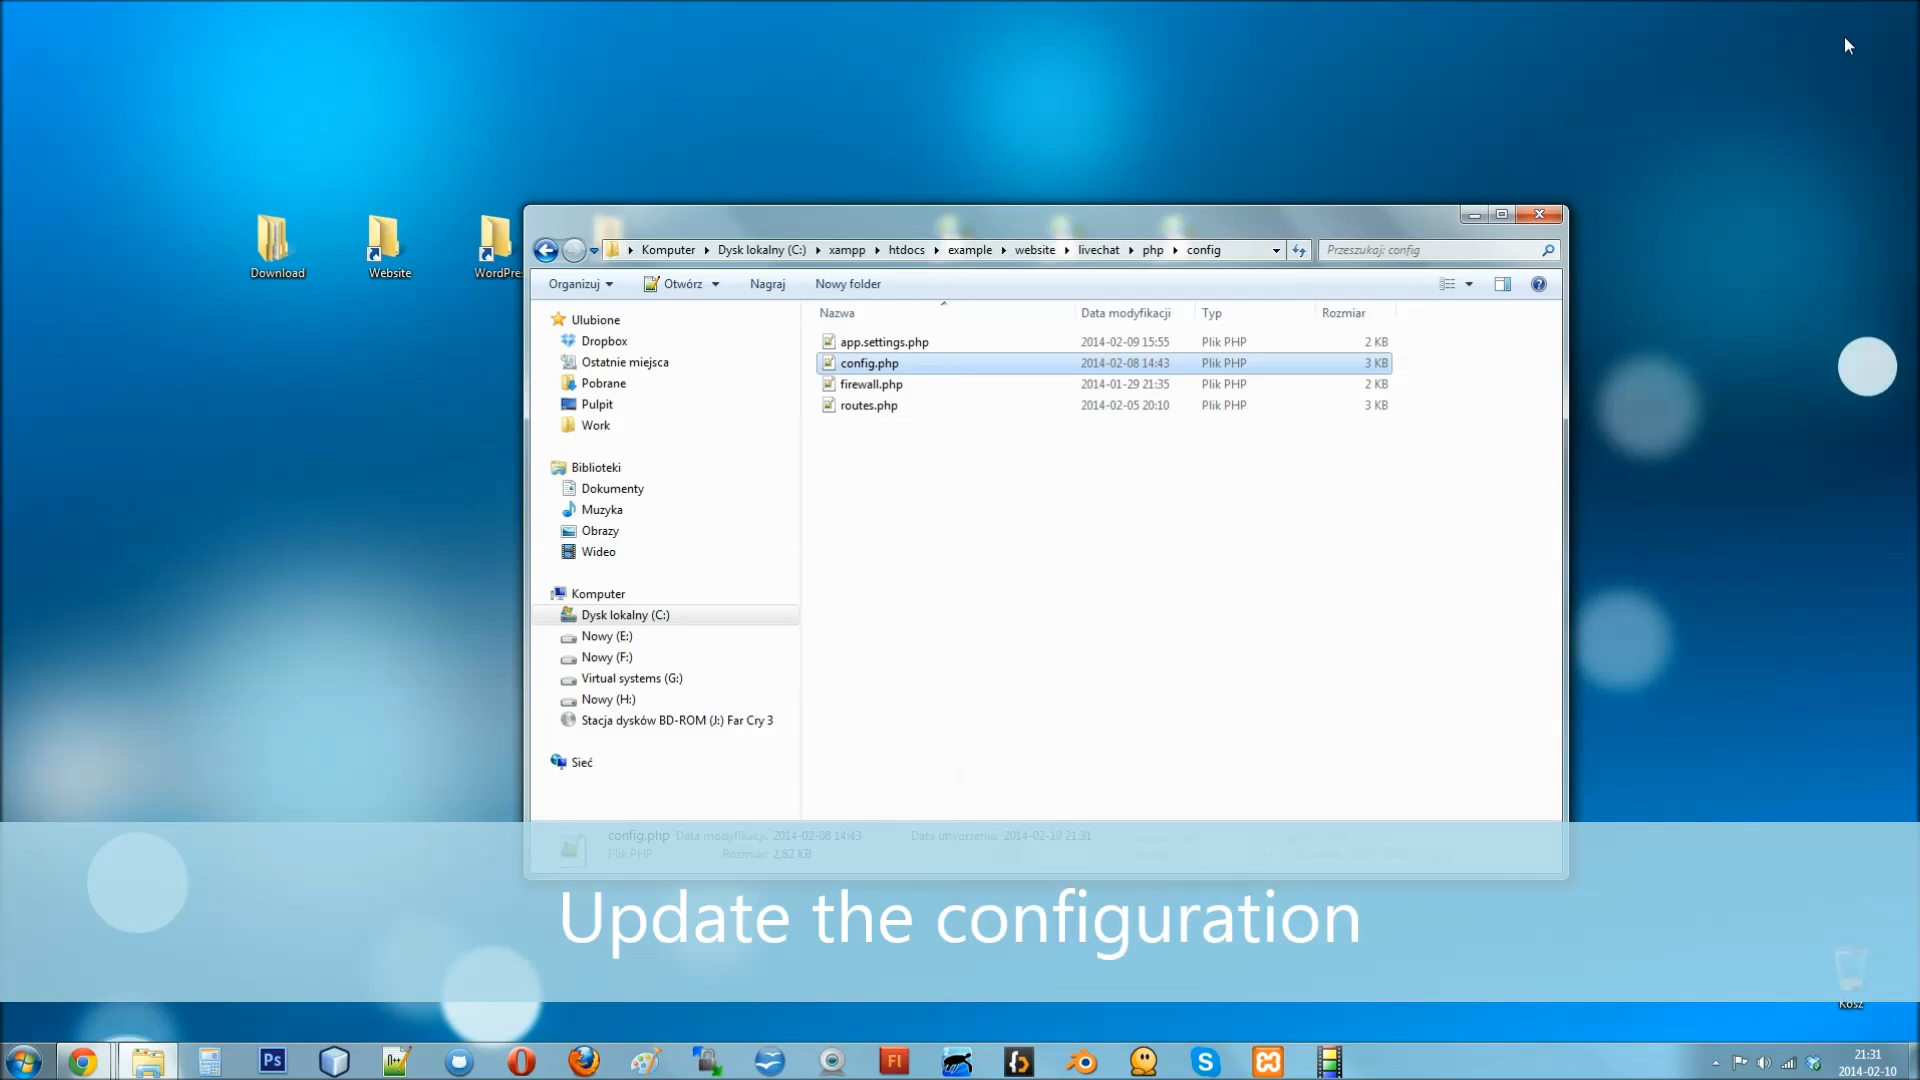 Download
Website
WordPres
Komputer Dysk lokalny (C:) xampp htdocs example website livechat php config
Przeszukaj: config
Organizuj Otwórz Nagraj Nowy folder
Nazwa Data modyfikacji Typ Rozmiar
app.settings.php 2014-02-09 15:55 Plik PHP 2 KB
config.php 2014-02-08 14:43 Plik PHP 3 KB
firewall.php 2014-01-29 21:35 Plik PHP 2 KB
routes.php 2014-02-05 20:10 Plik PHP 3 KB
Ulubione
Dropbox
Ostatnie miejsca
Pobrane
Pulpit
Work
Biblioteki
Dokumenty
Muzyka
Obrazy
Wideo
Komputer
Dysk lokalny (C:)
Nowy (E:)
Nowy (F:)
Virtual systems (G:)
Nowy (H:)
Stacja dysków BD-ROM (J:) Far Cry 3
Sieć
config.php Data modyfikacji: 2014-02-08 14:43 Data utworzenia: 2014-02-10 21:31
Plik PHP Rozmiar: 2,82 KB
Update the configuration
Kosz
Ps
Fl
S
21:31
2014-02-10